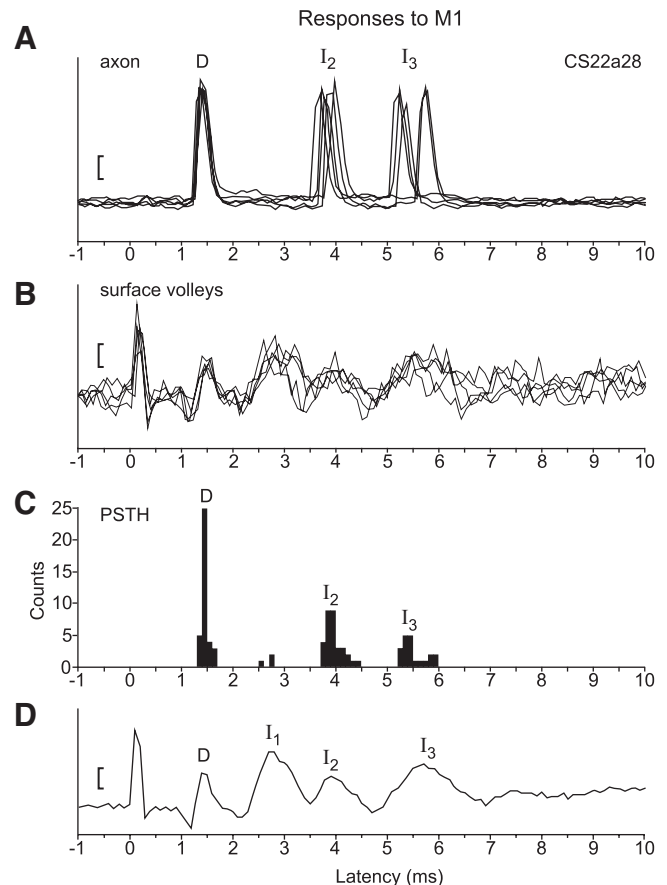 Responses to M1
A
axon D I2 I3 CS22a28
-1 0 1 2 3 4 5 6 7 8 9 10
B
surface volleys
-1 0 1 2 3 4 5 6 7 8 9 10
C
PSTH D I2 I3
25
20
15
10
5
0
Counts
-1 0 1 2 3 4 5 6 7 8 9 10
D
D I1 I2 I3
-1 0 1 2 3 4 5 6 7 8 9 10
Latency (ms)